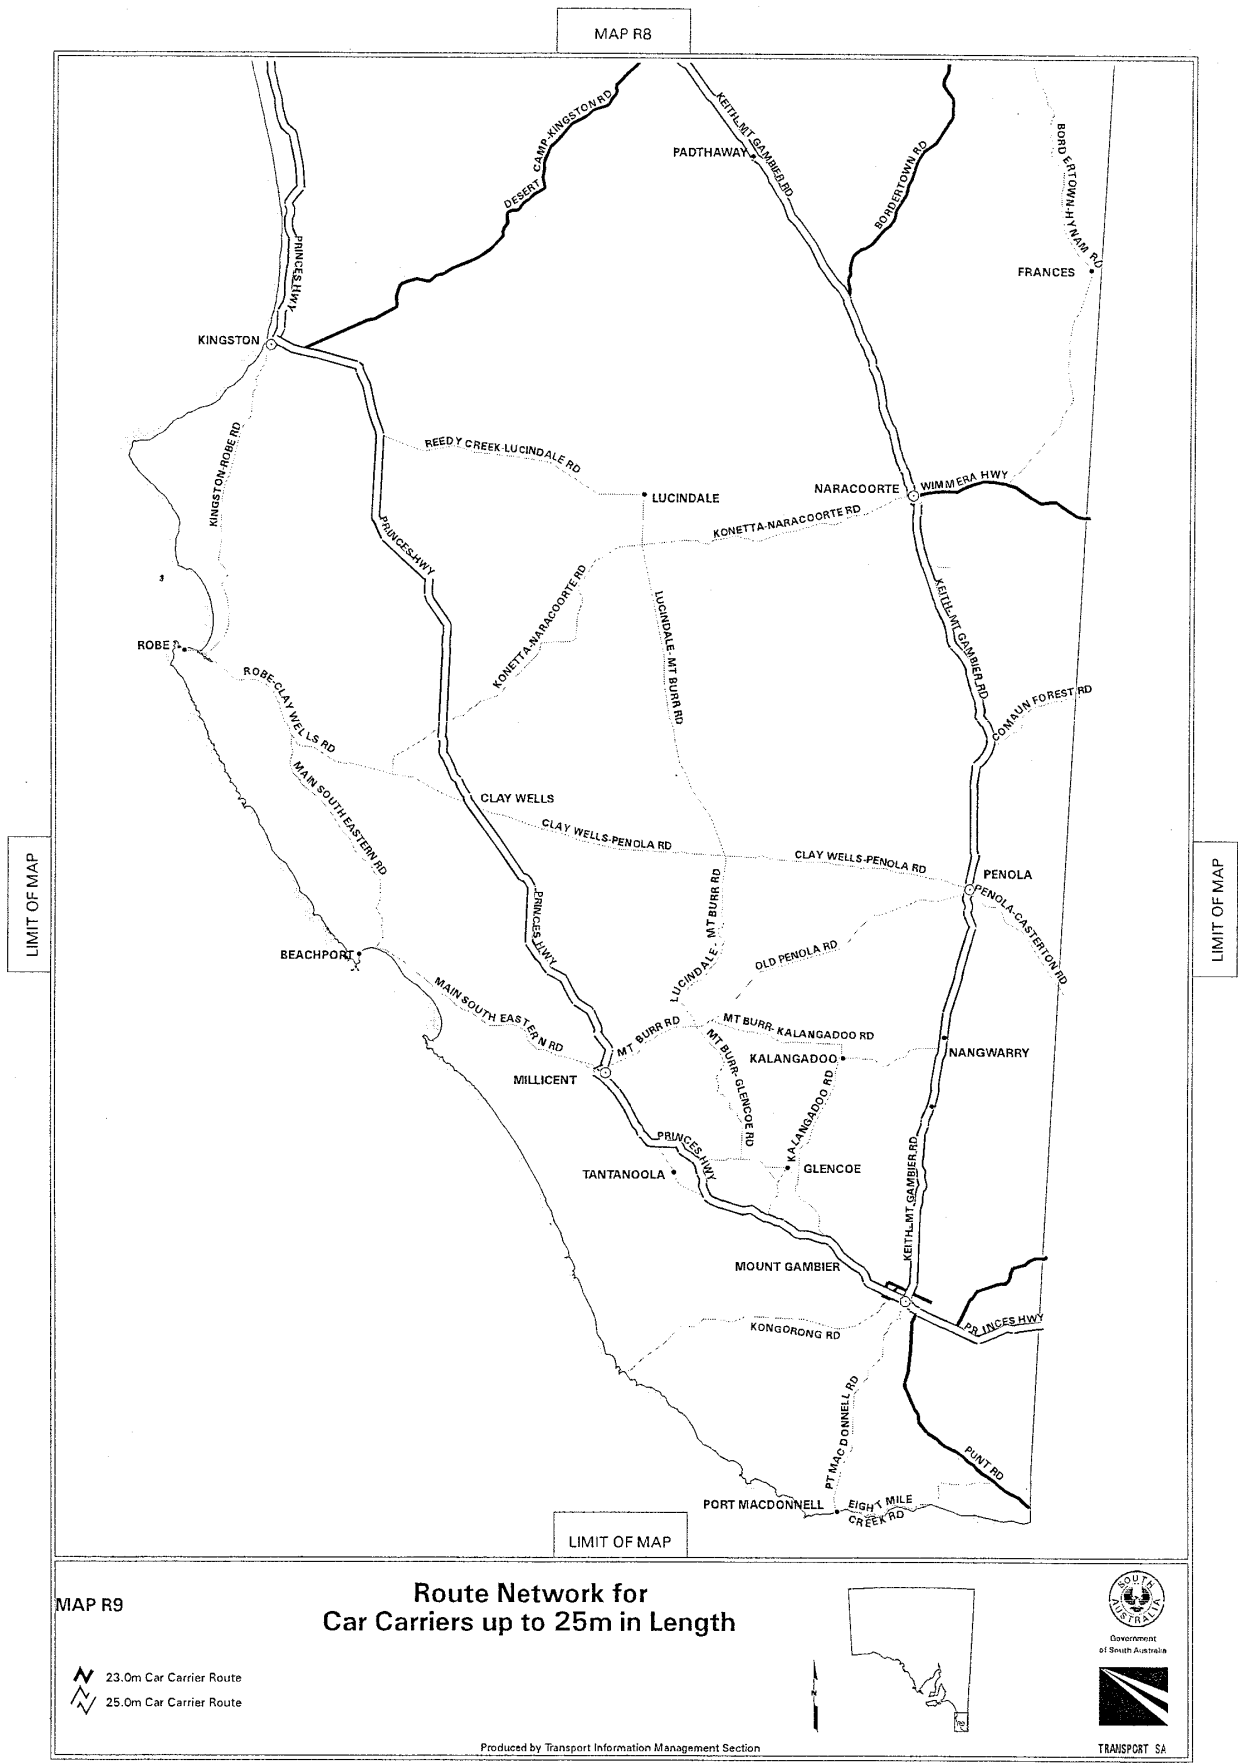 MAP R8
KEITH-MT GAMBIER RD
DESERT CAMP-KINGSTON RD
PADTHAWAY
BORDERTOWN RD
BORDERTOWN-HYNAM RD
FRANCES
PRINCES HWY
KINGSTON
KINGSTON-ROBE RD
REEDY CREEK-LUCINDALE RD
LUCINDALE
NARACOORTE
WIMMERA HWY
KONETTA-NARACOORTE RD
PRINCES HWY
KONETTA-NARACOORTE RD
LUCINDALE-MT BURR RD
KEITH-MT GAMBIER RD
ROBE
ROBE-CLAY WELLS RD
COMAUN FOREST RD
MAIN SOUTH EASTERN RD
CLAY WELLS
CLAY WELLS-PENOLA RD
CLAY WELLS-PENOLA RD
PENOLA
PENOLA-CASTERTON RD
LIMIT OF MAP
LIMIT OF MAP
LUCINDALE - MT BURR RD
PRINCES HWY
OLD PENOLA RD
BEACHPORT
MAIN SOUTH EASTERN RD
MT BURR RD
MT BURR-KALANGADOO RD
MT BURR-GLENCOE RD
KALANGADOO
NANGWARRY
MILLICENT
KALANGADOO RD
PRINCES HWY
TANTANOOLA
GLENCOE
KEITH-MT GAMBIER RD
MOUNT GAMBIER
KONGORONG RD
PRINCES HWY
PT MAC DONNELL RD
PUNT RD
PORT MACDONNELL
EIGHT MILE
CREEK RD
LIMIT OF MAP
MAP R9
Route Network for
Car Carriers up to 25m in Length
23.0m Car Carrier Route
25.0m Car Carrier Route
N
R9
SOUTH
AUSTRALIA
Government
of South Australia
TRANSPORT SA
Produced by Transport Information Management Section